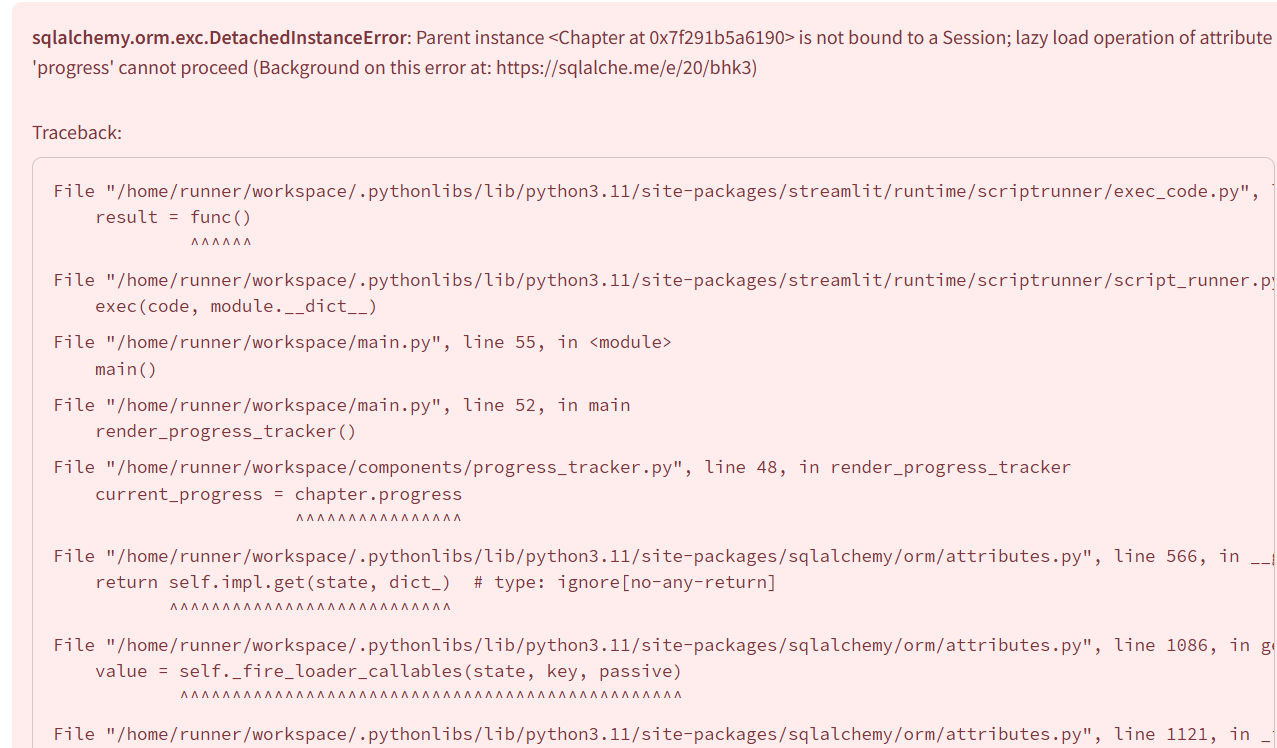 sqlalchemy.orm.exc.DetachedInstanceError: Parent instance <Chapter at 0x7f291b5a6190> is not bound to a Session; lazy load operation of attribute
'progress' cannot proceed (Background on this error at: https://sqlalche.me/e/20/bhk3)
Traceback:
File "/home/runner/workspace/.pythonlibs/lib/python3.11/site-packages/streamlit/runtime/scriptrunner/exec_code.py",
result = func()
^^^^^^
File "/home/runner/workspace/.pythonlibs/lib/python3.11/site-packages/streamlit/runtime/scriptrunner/script_runner.py
exec(code, module.__dict__)
File "/home/runner/workspace/main.py", line 55, in <module>
main()
File "/home/runner/workspace/main.py", line 52, in main
render_progress_tracker()
File "/home/runner/workspace/components/progress_tracker.py", line 48, in render_progress_tracker
current_progress = chapter.progress
^^^^^^^^^^^^^^^^
File "/home/runner/workspace/.pythonlibs/lib/python3.11/site-packages/sqlalchemy/orm/attributes.py", line 566, in
return self.impl.get(state, dict_)  # type: ignore[no-any-return]
^^^^^^^^^^^^^^^^^^^^^^^^^^^
File "/home/runner/workspace/.pythonlibs/lib/python3.11/site-packages/sqlalchemy/orm/attributes.py", line 1086, in
value = self._fire_loader_callables(state, key, passive)
^^^^^^^^^^^^^^^^^^^^^^^^^^^^^^^^^^^^^^^^^^^^^^^^
File "/home/runner/workspace/.pythonlibs/lib/python3.11/site-packages/sqlalchemy/orm/attributes.py", line 1121, in